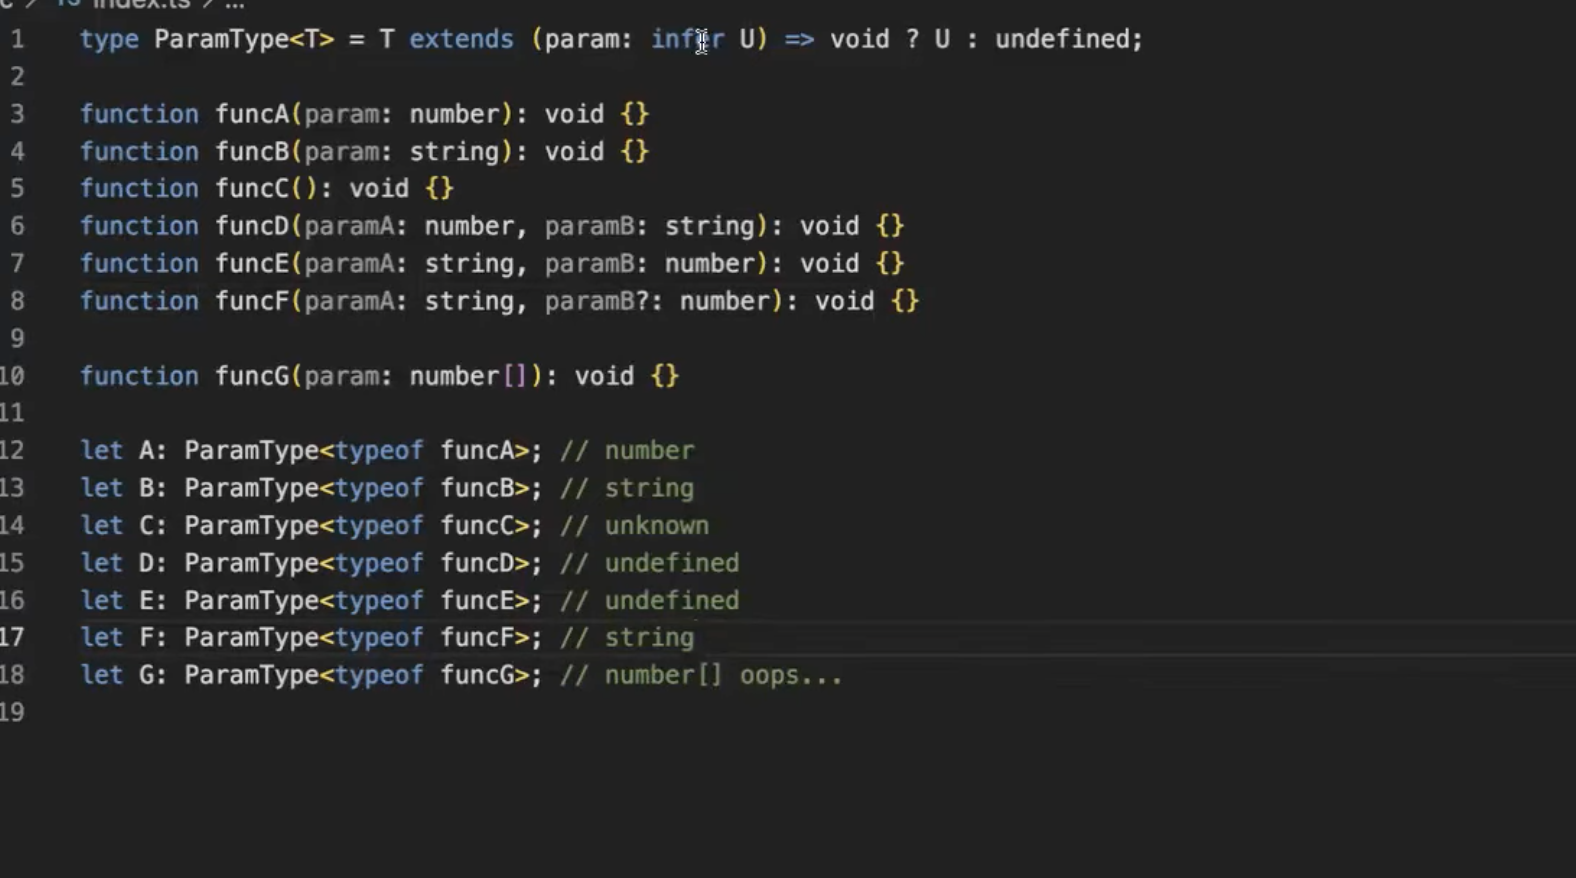 index.ts > ...
1 type ParamType<T> = T extends (param: infer U) => void ? U : undefined;
2
3 function funcA(param: number): void {}
4 function funcB(param: string): void {}
5 function funcC(): void {}
6 function funcD(paramA: number, paramB: string): void {}
7 function funcE(paramA: string, paramB: number): void {}
8 function funcF(paramA: string, paramB?: number): void {}
9
10 function funcG(param: number[]): void {}
11
12 let A: ParamType<typeof funcA>; // number
13 let B: ParamType<typeof funcB>; // string
14 let C: ParamType<typeof funcC>; // unknown
15 let D: ParamType<typeof funcD>; // undefined
16 let E: ParamType<typeof funcE>; // undefined
17 let F: ParamType<typeof funcF>; // string
18 let G: ParamType<typeof funcG>; // number[] oops...
19